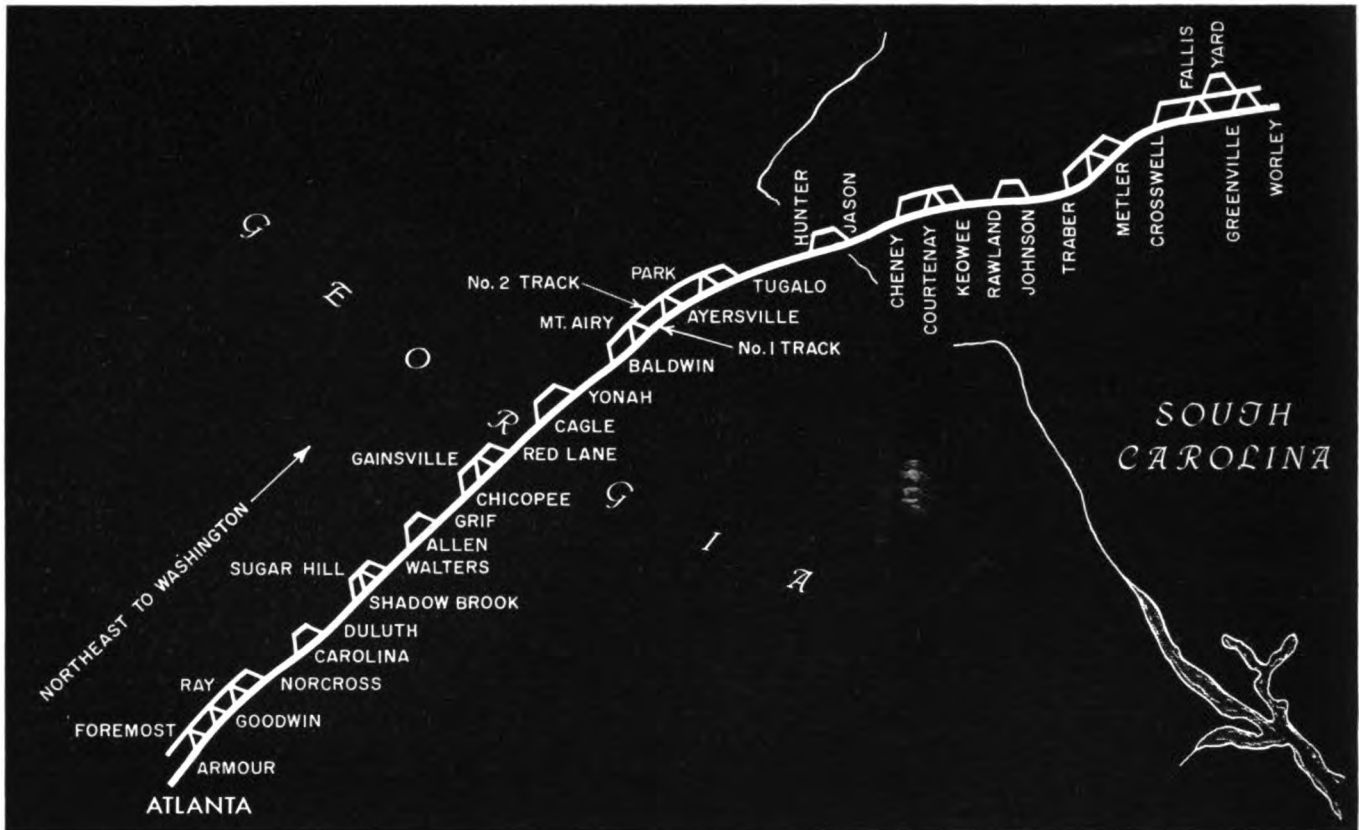 FALLIS
YARD
HUNTER
JASON
CHENEY
COURTENAY
KEOWEE
RAWLAND
JOHNSON
TRABER
METLER
CROSSWELL
GREENVILLE
WORLEY
GEORGIA
No. 2 TRACK
PARK
TUGALO
MT. AIRY
AYERSVILLE
No. 1 TRACK
BALDWIN
YONAH
CAGLE
GAINSVILLE
RED LANE
CHICOPEE
GRIF
ALLEN
SUGAR HILL
WALTERS
SHADOW BROOK
DULUTH
CAROLINA
RAY
NORCROSS
FOREMOST
GOODWIN
ARMOUR
ATLANTA
NORTHEAST TO WASHINGTON
SOUTH
CAROLINA